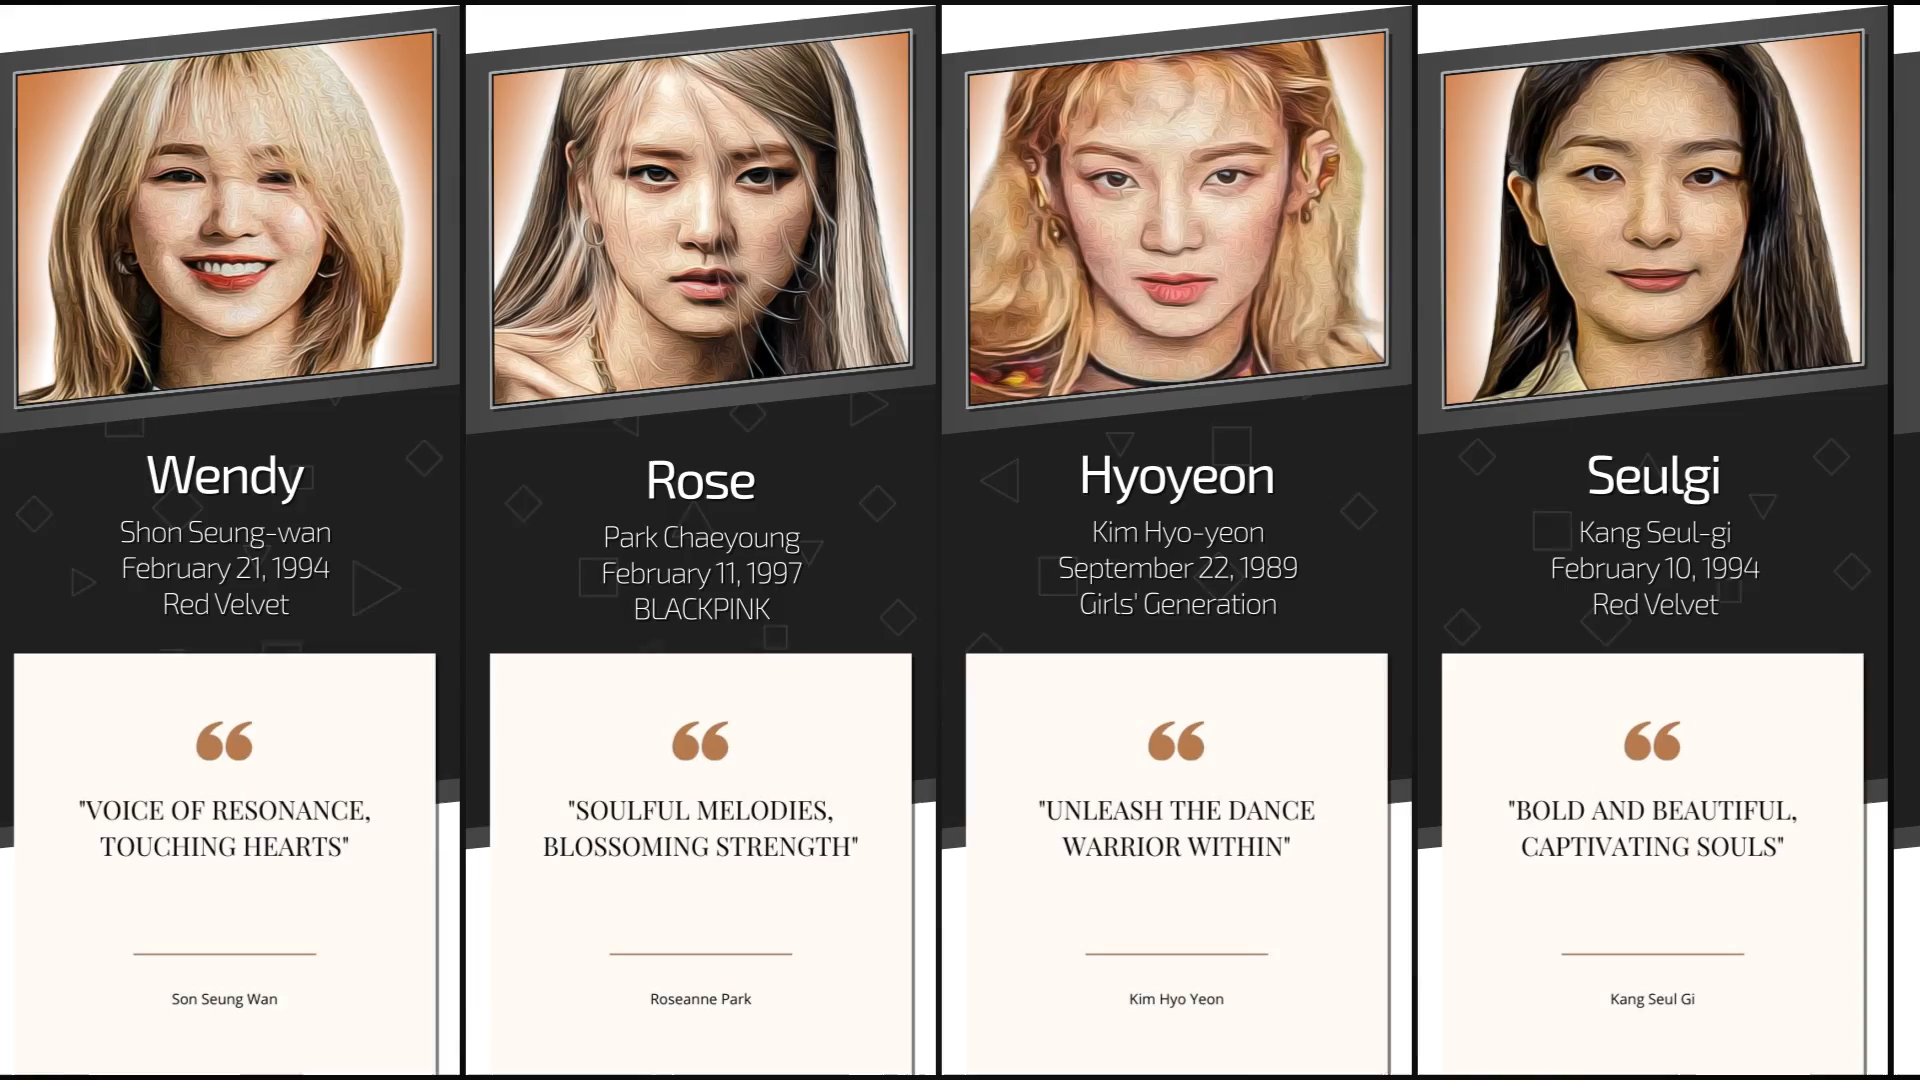 Wendy
Shon Seung-wan
February 21, 1994
Red Velvet
"VOICE OF RESONANCE,
TOUCHING HEARTS"
Son Seung Wan
Rose
Park Chaeyoung
February 11, 1997
BLACKPINK
"SOULFUL MELODIES,
BLOSSOMING STRENGTH"
Roseanne Park
Hyoyeon
Kim Hyo-yeon
September 22, 1989
Girls' Generation
"UNLEASH THE DANCE
WARRIOR WITHIN"
Kim Hyo Yeon
Seulgi
Kang Seul-gi
February 10, 1994
Red Velvet
"BOLD AND BEAUTIFUL,
CAPTIVATING SOULS"
Kang Seul Gi